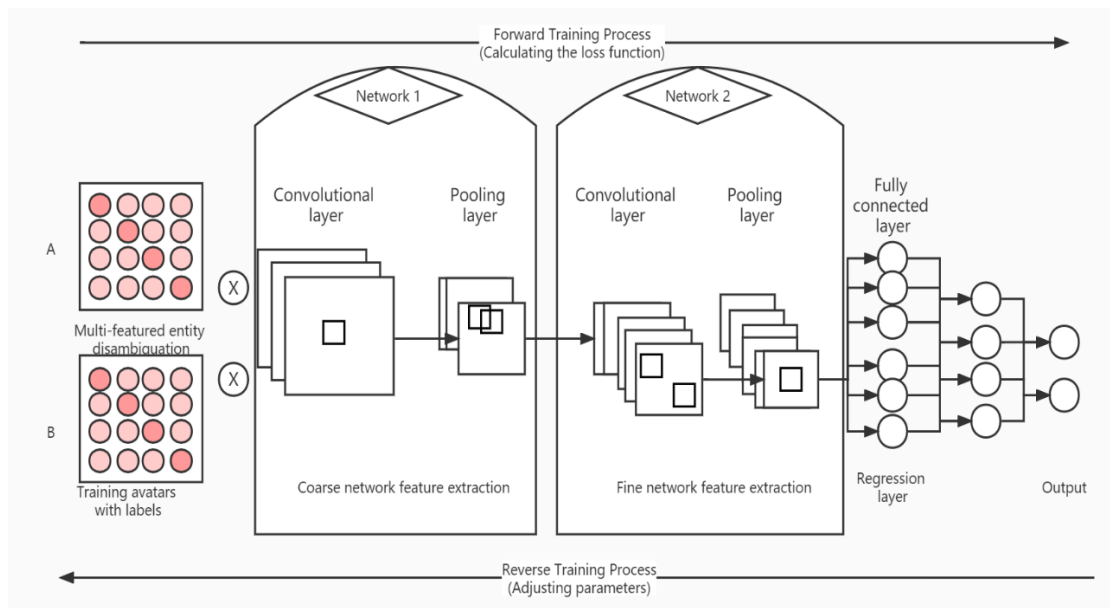 Forward Training Process
(Calculating the loss function)
Network 1
Network 2
Convolutional
layer
Pooling
layer
Convolutional
layer
Pooling
layer
Fully
connected
layer
A
X
Multi-featured entity
disambiquation
X
B
Training avatars
with labels
Coarse network feature extraction
Fine network feature extraction
Regression
layer
Output
Reverse Training Process
(Adjusting parameters)